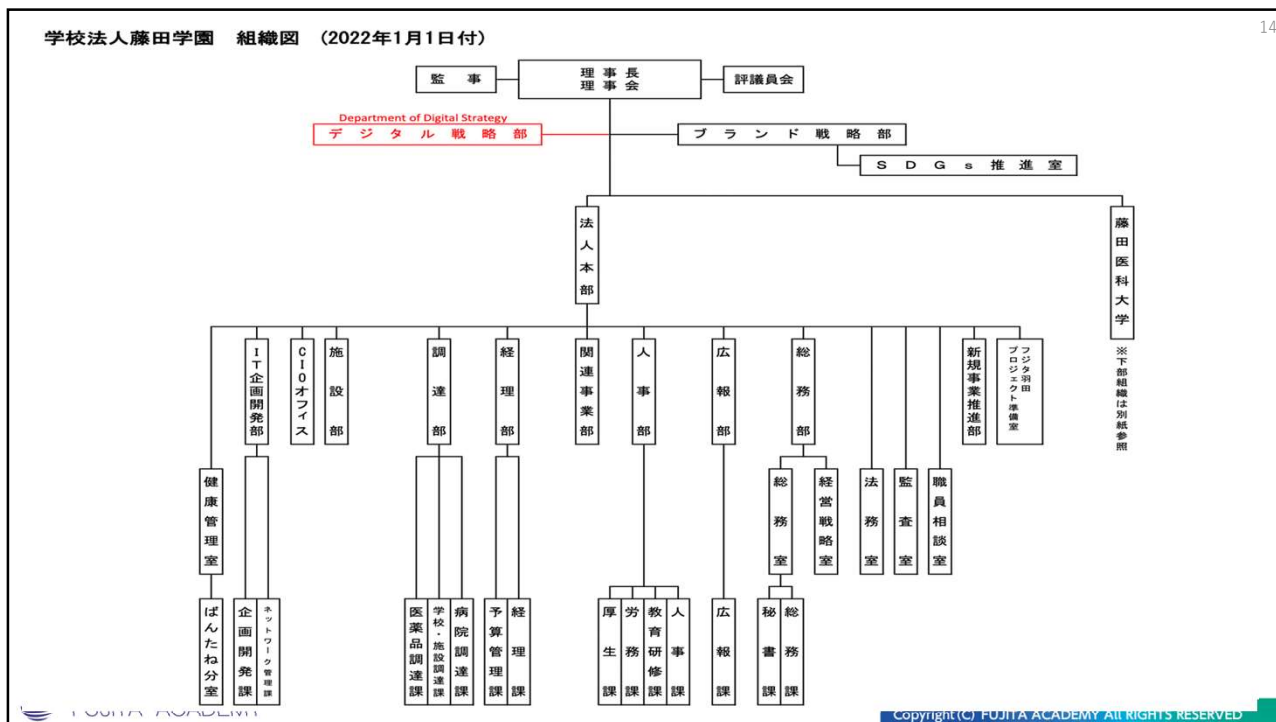 14
学校法人藤田学園　組織図　（2022年1月1日付）
監事
理事長
理事会
評議員会
Department of Digital Strategy
デジタル戦略部
ブランド戦略部
SDGs推進室
法人本部
藤田医科大学
※下部組織は別紙参照
IT企画開発部
CIOオフィス
施設部
調達部
経理部
関連事業部
人事部
広報部
総務部
新規事業推進部
フジタ羽田
プロジェクト準備室
健康管理室
総務室
経営戦略室
法務室
監査室
職員相談室
ばんたね分室
企画開発課
ネットワーク管理課
医薬品調達課
学校・施設調達課
病院調達課
予算管理課
経理課
厚生課
労務課
教育研修課
人事課
広報課
秘書課
総務課
FUJITA ACADEMY
Copyright(C) FUJITA ACADEMY All RIGHTS RESERVED